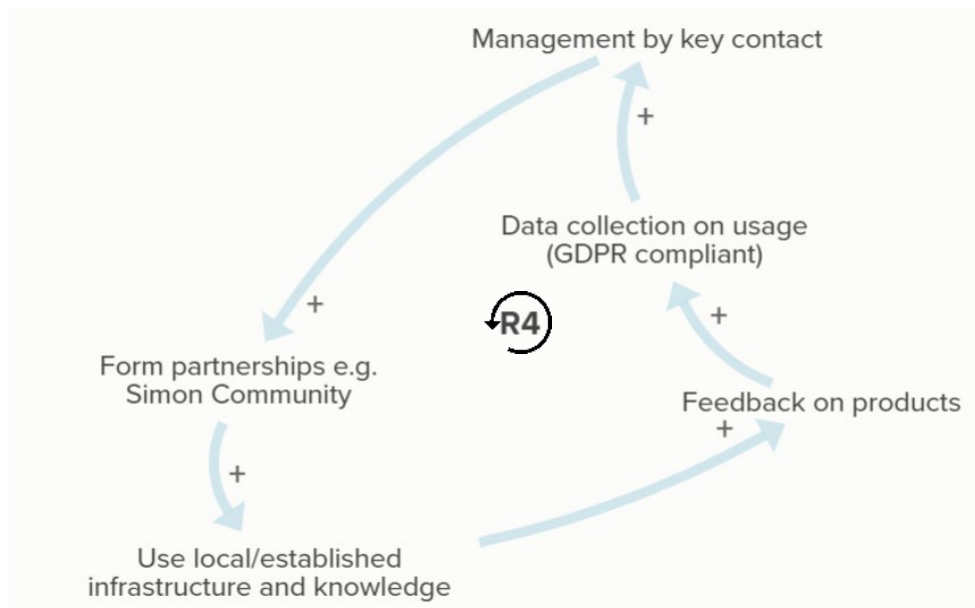 Management by key contact
+
Data collection on usage
(GDPR compliant)
+
R4
+
Form partnerships e.g.
Simon Community
Feedback on products
+
+
Use local/established
infrastructure and knowledge